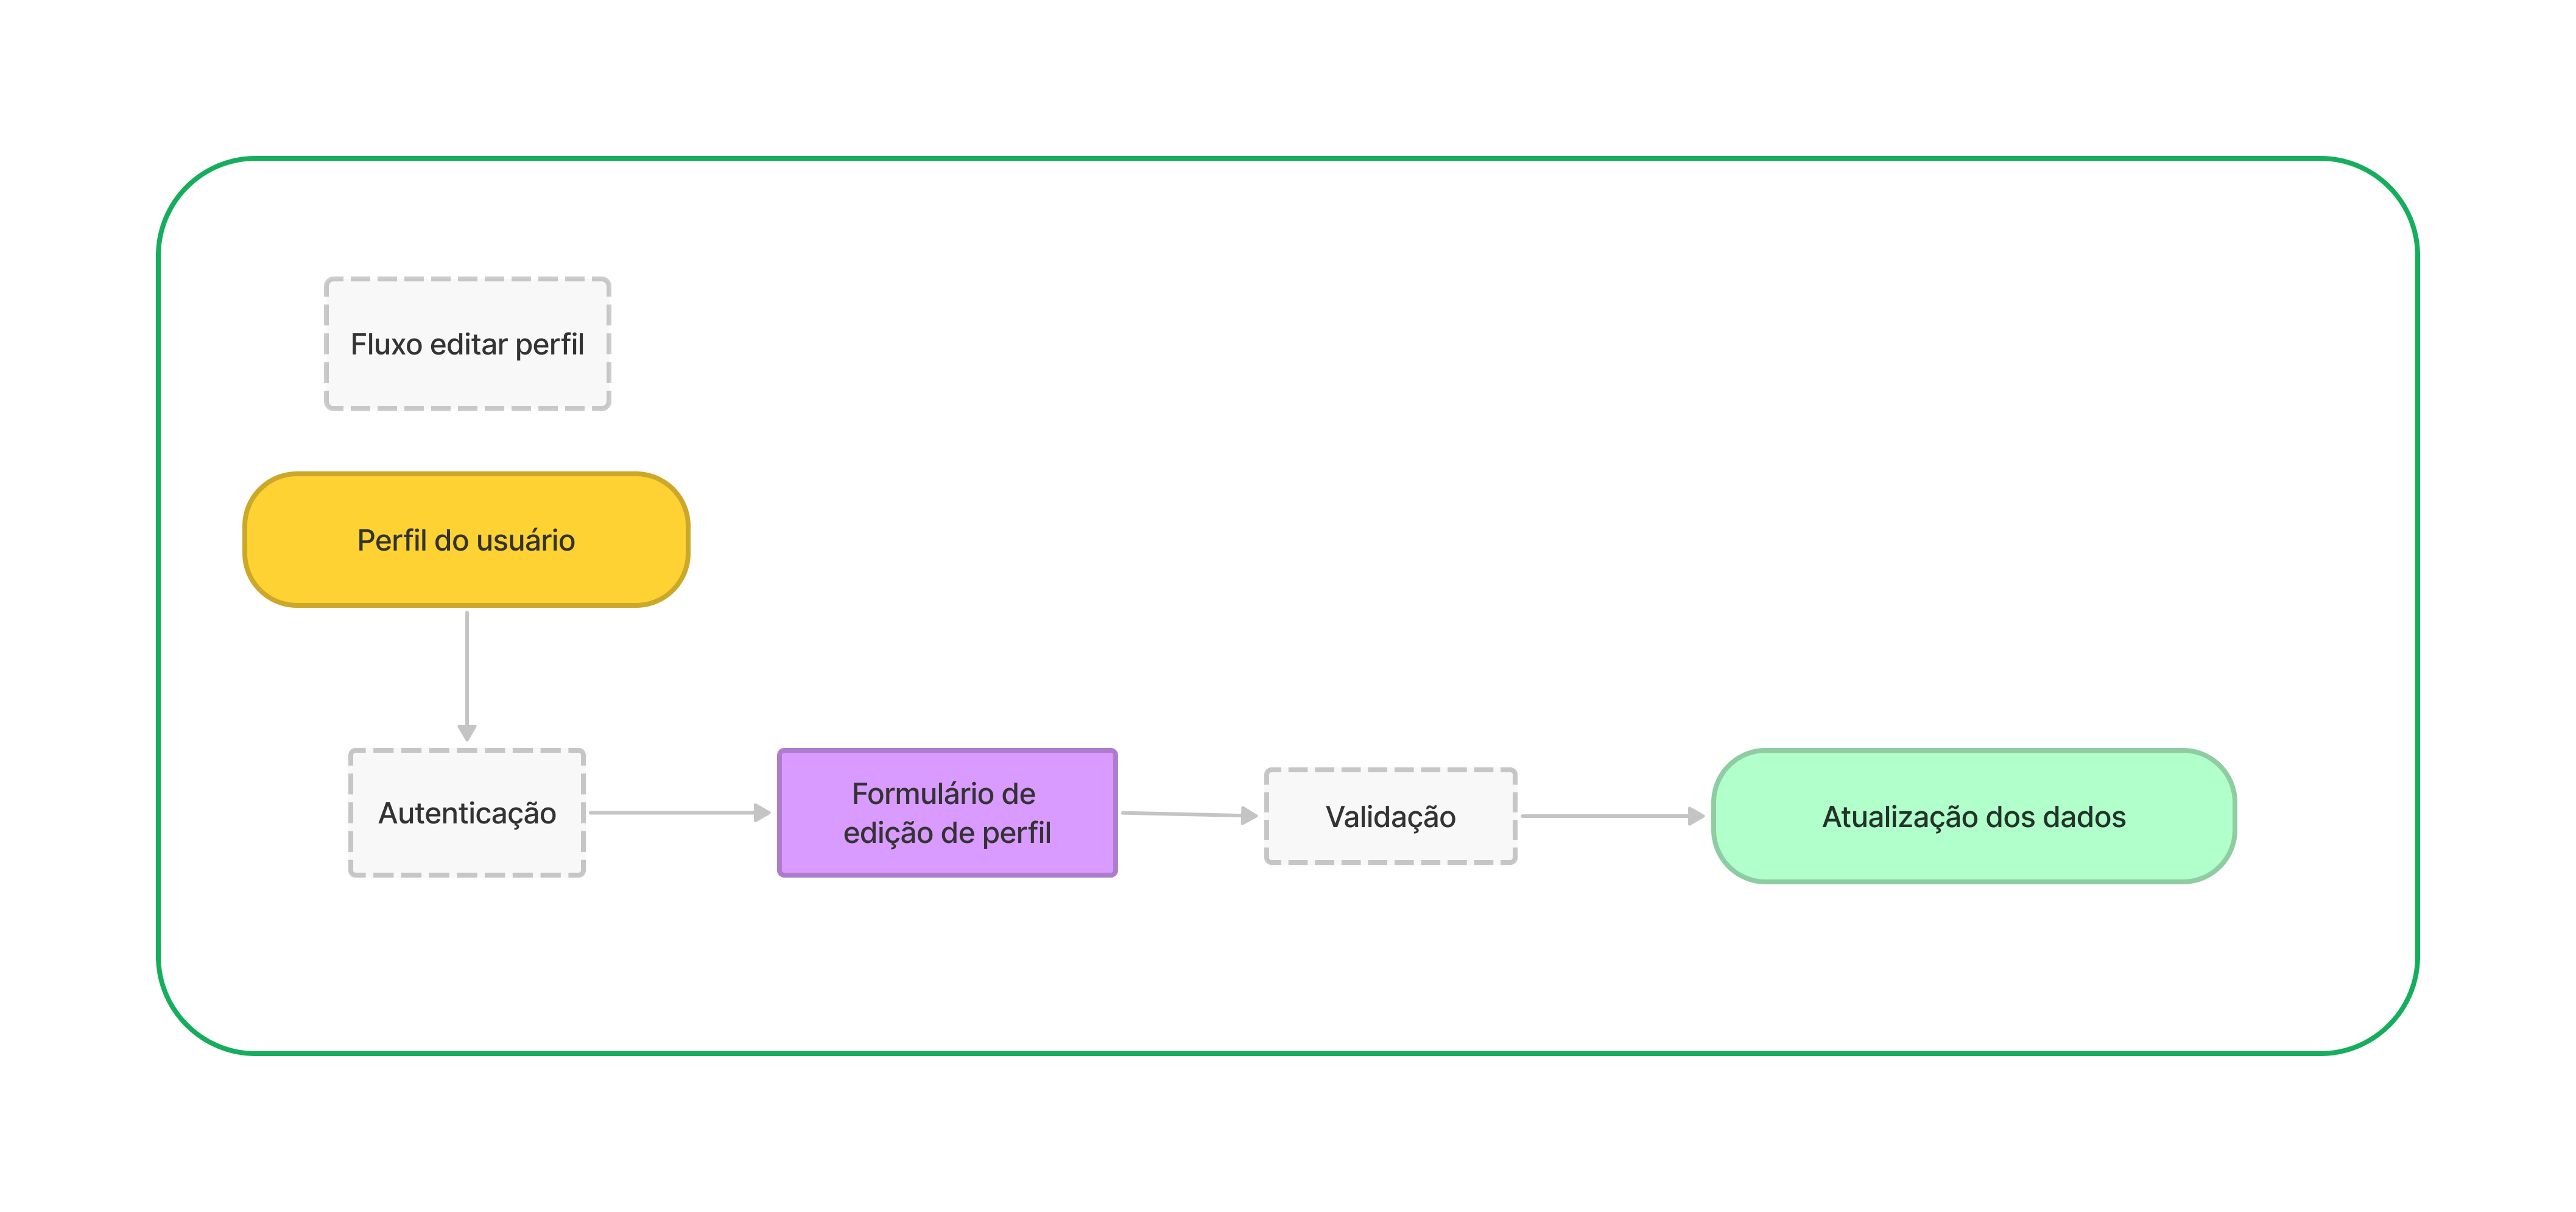 Fluxo editar perfil
Perfil do usuário
Autenticação
Formulário de
edição de perfil
Validação
Atualização dos dados